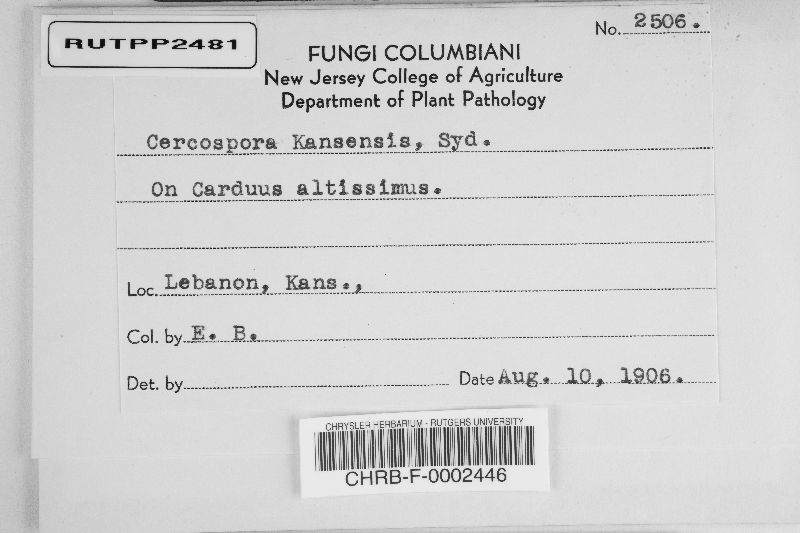 RUTPP2481
No. 2506.
FUNGI COLUMBIANI
New Jersey College of Agriculture
Department of Plant Pathology
Cercospora Kansensis, Syd.
On Carduus altissimus.
Loc. Lebanon, Kans.,
Col. by E. B.
Det. by
Date Aug. 10, 1906.
CHRYSLER HERBARIUM - RUTGERS UNIVERSITY
CHRB-F-0002446